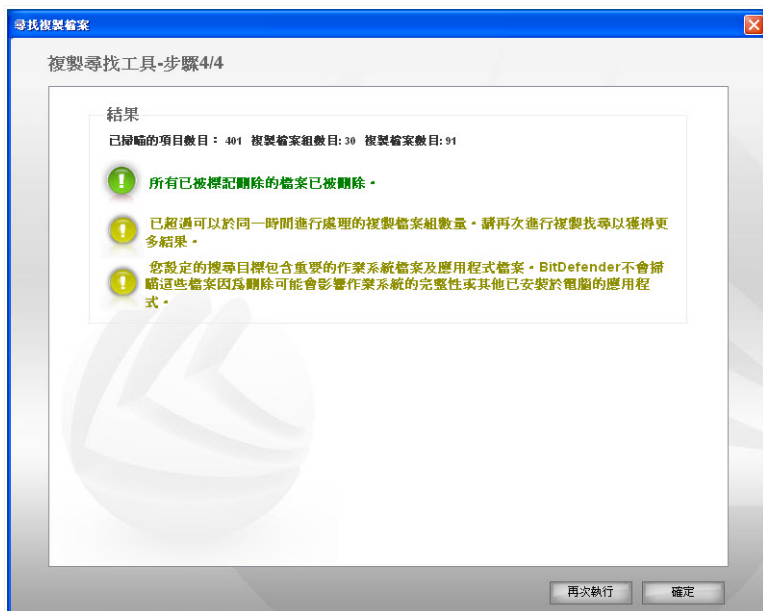 尋找複製檔案
複製尋找工具-步驟4/4
結果
已掃瞄的項目數目: 401 複製檔案組數目: 30 複製檔案數目: 91
所有已被標記刪除的檔案已被刪除。
已超過可以於同一時間進行處理的複製檔案組數量。請再次進行複製找尋以獲得更
多結果。
您設定的搜尋目標包含重要的作業系統檔案及應用程式檔案。BitDefender不會掃
瞄這些檔案因為刪除可能會影響作業系統的完整性或其他已安裝於電腦的應用程
式。
再次執行
確定